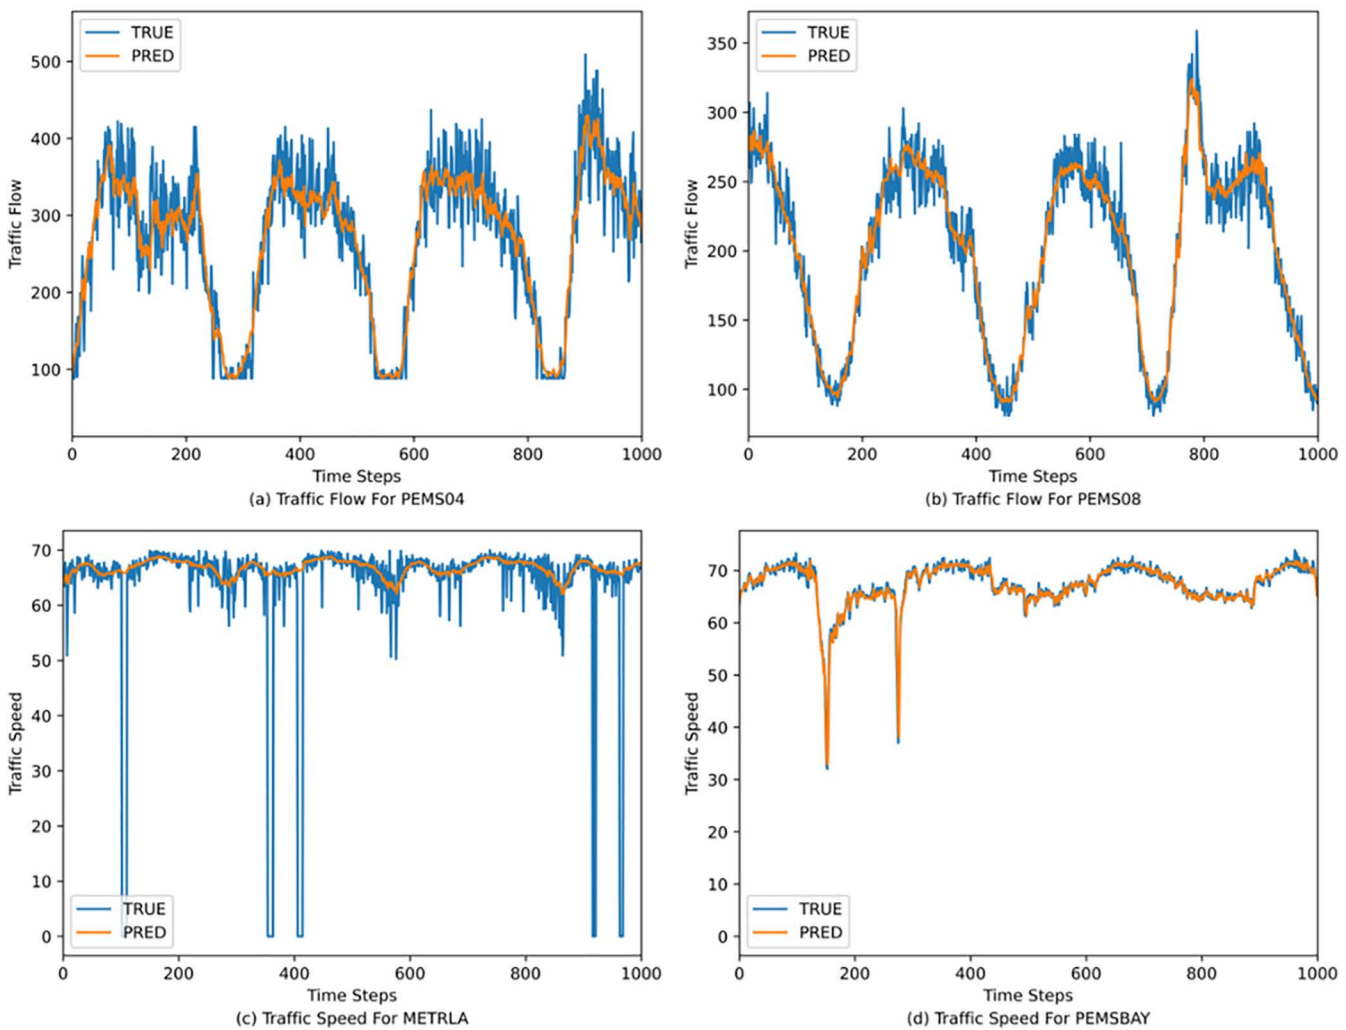 TRUE
PRED
500
400
300
200
100
Traffic Flow
0 200 400 600 800 1000
Time Steps
(a) Traffic Flow For PEMS04
TRUE
PRED
350
300
250
200
150
100
Traffic Flow
0 200 400 600 800 1000
Time Steps
(b) Traffic Flow For PEMS08
70
60
50
40
30
20
10
0
Traffic Speed
TRUE
PRED
0 200 400 600 800 1000
Time Steps
(c) Traffic Speed For METRLA
70
60
50
40
30
20
10
0
Traffic Speed
TRUE
PRED
0 200 400 600 800 1000
Time Steps
(d) Traffic Speed For PEMSBAY